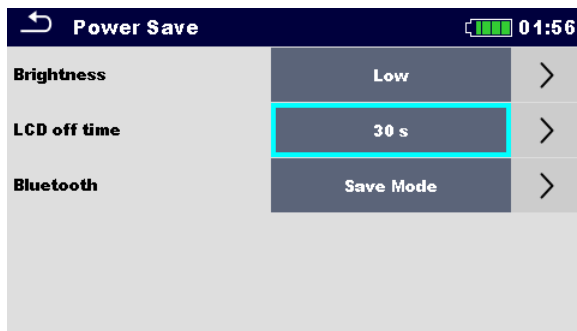 Power Save 01:56
Brightness Low
LCD off time 30 s
Bluetooth Save Mode